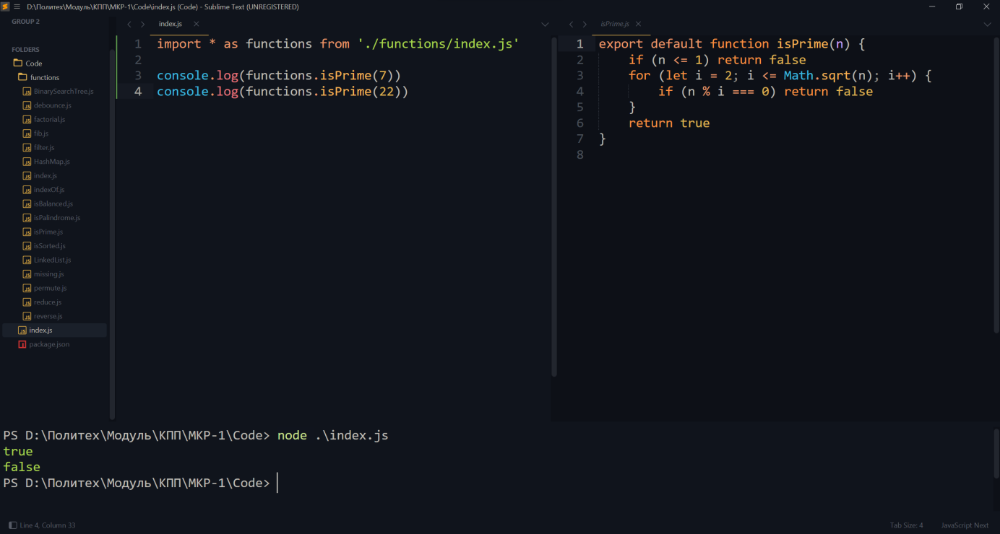 D:\Политех\Модуль\КПП\МКР-1\Code\index.js (Code) - Sublime Text (UNREGISTERED)
GROUP 2
FOLDERS
Code
functions
BinarySearchTree.js
debounce.js
factorial.js
fib.js
filter.js
HashMap.js
index.js
indexOf.js
isBalanced.js
isPalindrome.js
isPrime.js
isSorted.js
LinkedList.js
missing.js
permute.js
reduce.js
reverse.js
index.js
package.json
index.js
1 import * as functions from './functions/index.js'
2
3 console.log(functions.isPrime(7))
4 console.log(functions.isPrime(22))
isPrime.js
1 export default function isPrime(n) {
2     if (n <= 1) return false
3     for (let i = 2; i <= Math.sqrt(n); i++) {
4         if (n % i === 0) return false
5     }
6     return true
7 }
8
PS D:\Политех\Модуль\КПП\МКР-1\Code> node .\index.js
true
false
PS D:\Политех\Модуль\КПП\МКР-1\Code>
Line 4, Column 33
Tab Size: 4
JavaScript Next